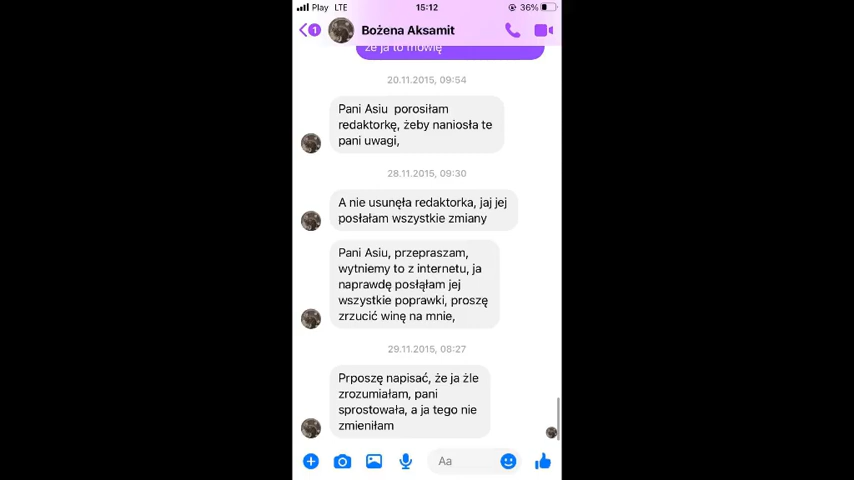 Play LTE 15:12 36%
1 Bożena Aksamit
że ja to mówię
20.11.2015, 09:54
Pani Asiu porosiłam
redaktorkę, żeby naniosła te
pani uwagi,
28.11.2015, 09:30
A nie usunęła redaktorka, jaj jej
posłałam wszystkie zmiany
Pani Asiu, przepraszam,
wytniemy to z internetu, ja
naprawdę posłąłam jej
wszystkie poprawki, proszę
zrzucić winę na mnie,
29.11.2015, 08:27
Prposzę napisać, że ja żle
zrozumiałam, pani
sprostowała, a ja tego nie
zmieniłam
Aa